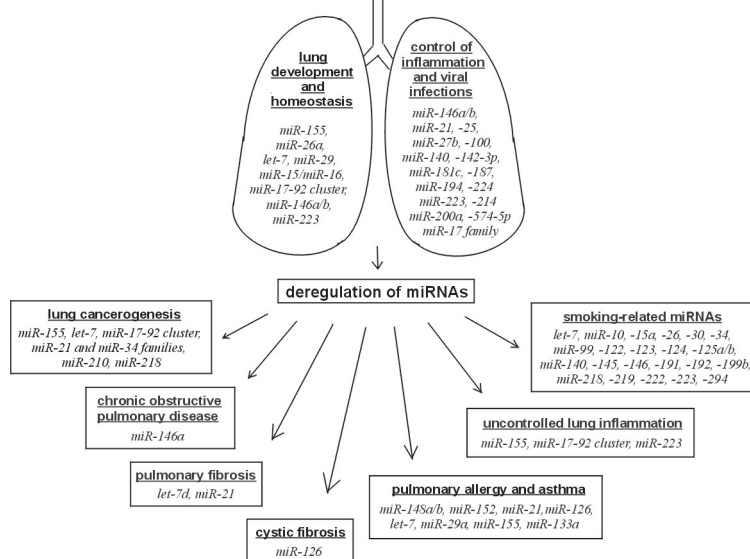 lung
development
and
homeostasis
miR-155,
miR-26a,
let-7, miR-29,
miR-15/miR-16,
miR-17-92 cluster,
miR-146a/b,
miR-223
control of
inflammation
and viral
infections
miR-146a/b,
miR-21, -25,
miR-27b, -100,
miR-140, -142-3p,
miR-181c, -187,
miR-194, -224
miR-223, -214
miR-200a, -574-5p
miR-17 family
deregulation of miRNAs
lung cancerogenesis
miR-155, let-7, miR-17-92 cluster,
miR-21 and miR-34 families,
miR-210, miR-218
chronic obstructive
pulmonary disease
miR-146a
pulmonary fibrosis
let-7d, miR-21
cystic fibrosis
miR-126
pulmonary allergy and asthma
miR-148a/b, miR-152, miR-21,miR-126,
let-7, miR-29a, miR-155, miR-133a
uncontrolled lung inflammation
miR-155, miR-17-92 cluster, miR-223
smoking-related miRNAs
let-7, miR-10, -15a, -26, -30, -34,
miR-99, -122, -123, -124, -125a/b,
miR-140, -145, -146, -191, -192, -199b,
miR-218, -219, -222, -223, -294